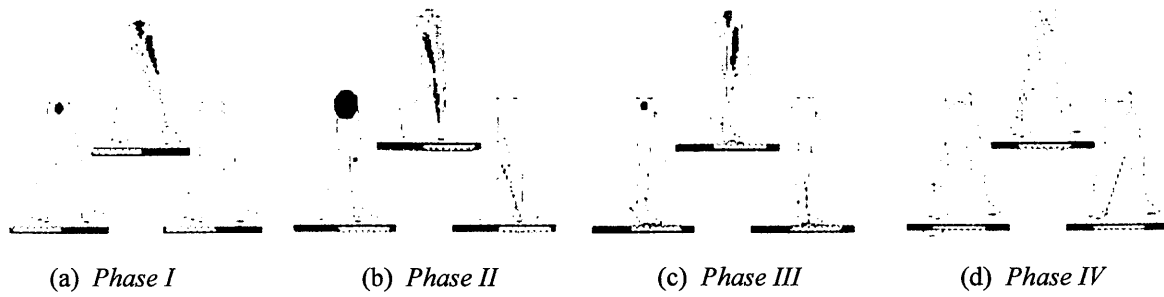 (a) Phase I
(b) Phase II
(c) Phase III
(d) Phase IV